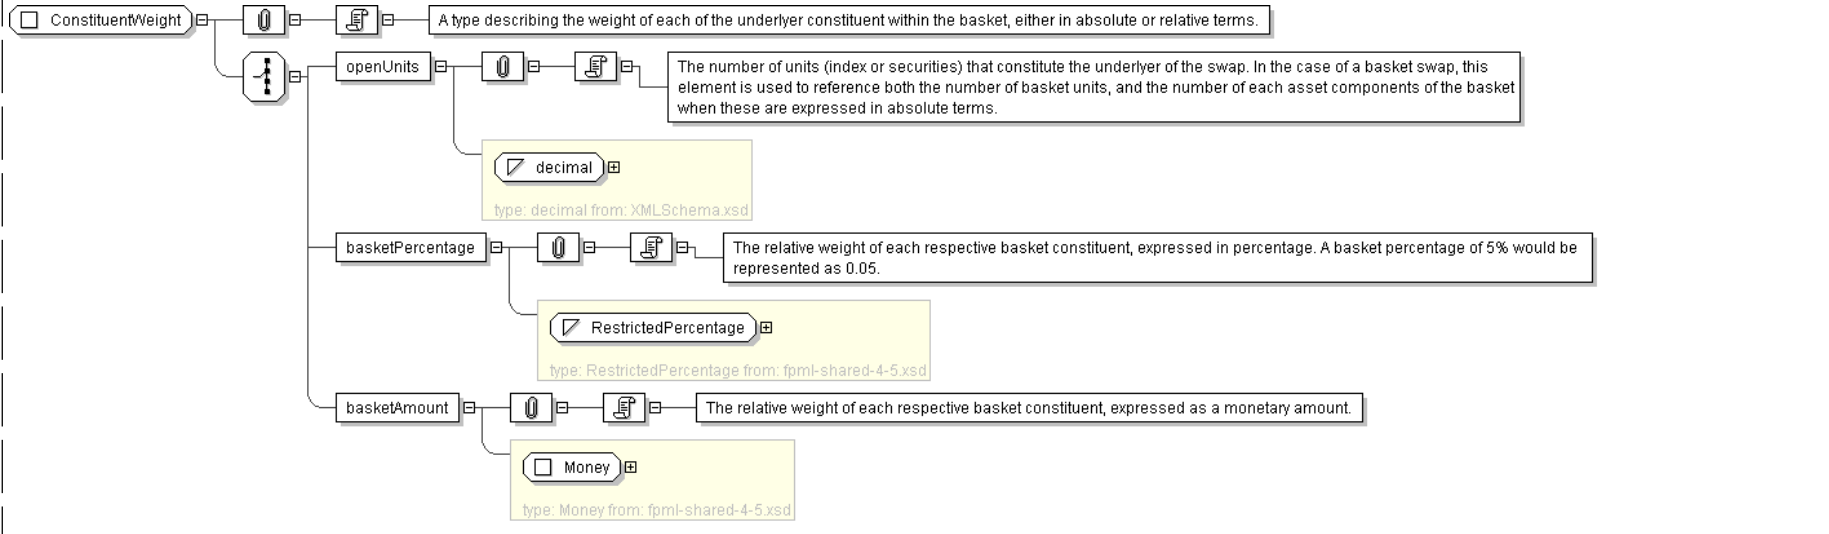 ConstituentWeight
A type describing the weight of each of the underlyer constituent within the basket, either in absolute or relative terms.
openUnits
The number of units (index or securities) that constitute the underlyer of the swap. In the case of a basket swap, this
element is used to reference both the number of basket units, and the number of each asset components of the basket
when these are expressed in absolute terms.
decimal
type: decimal from: XMLSchema.xsd
basketPercentage
The relative weight of each respective basket constituent, expressed in percentage. A basket percentage of 5% would be
represented as 0.05.
RestrictedPercentage
type: RestrictedPercentage from: fpml-shared-4-5.xsd
basketAmount
The relative weight of each respective basket constituent, expressed as a monetary amount.
Money
type: Money from: fpml-shared-4-5.xsd